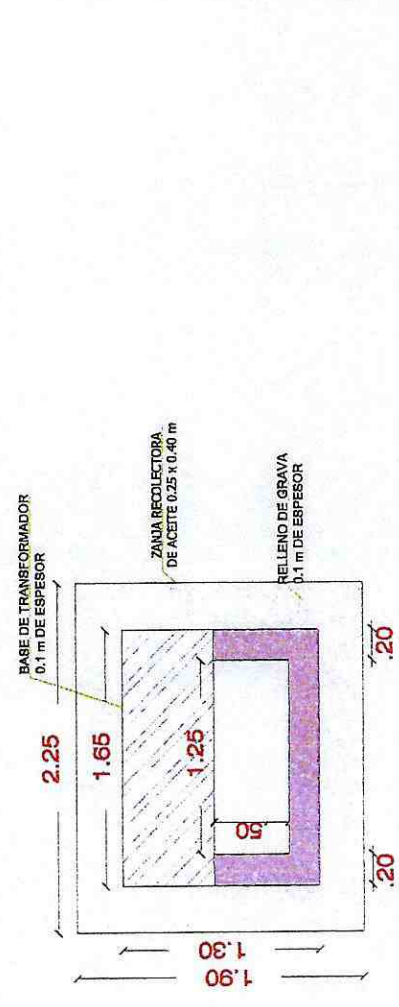 BASE DE TRANSFORMADOR
0.1 m DE ESPESOR
ZANJA RECOLECTORA
DE ACEITE 0.25 x 0.40 m
RELLENO DE GRAVA
0.1 m DE ESPESOR
2.25
1.65
1.25
.50
1.30
1.90
.20
.20